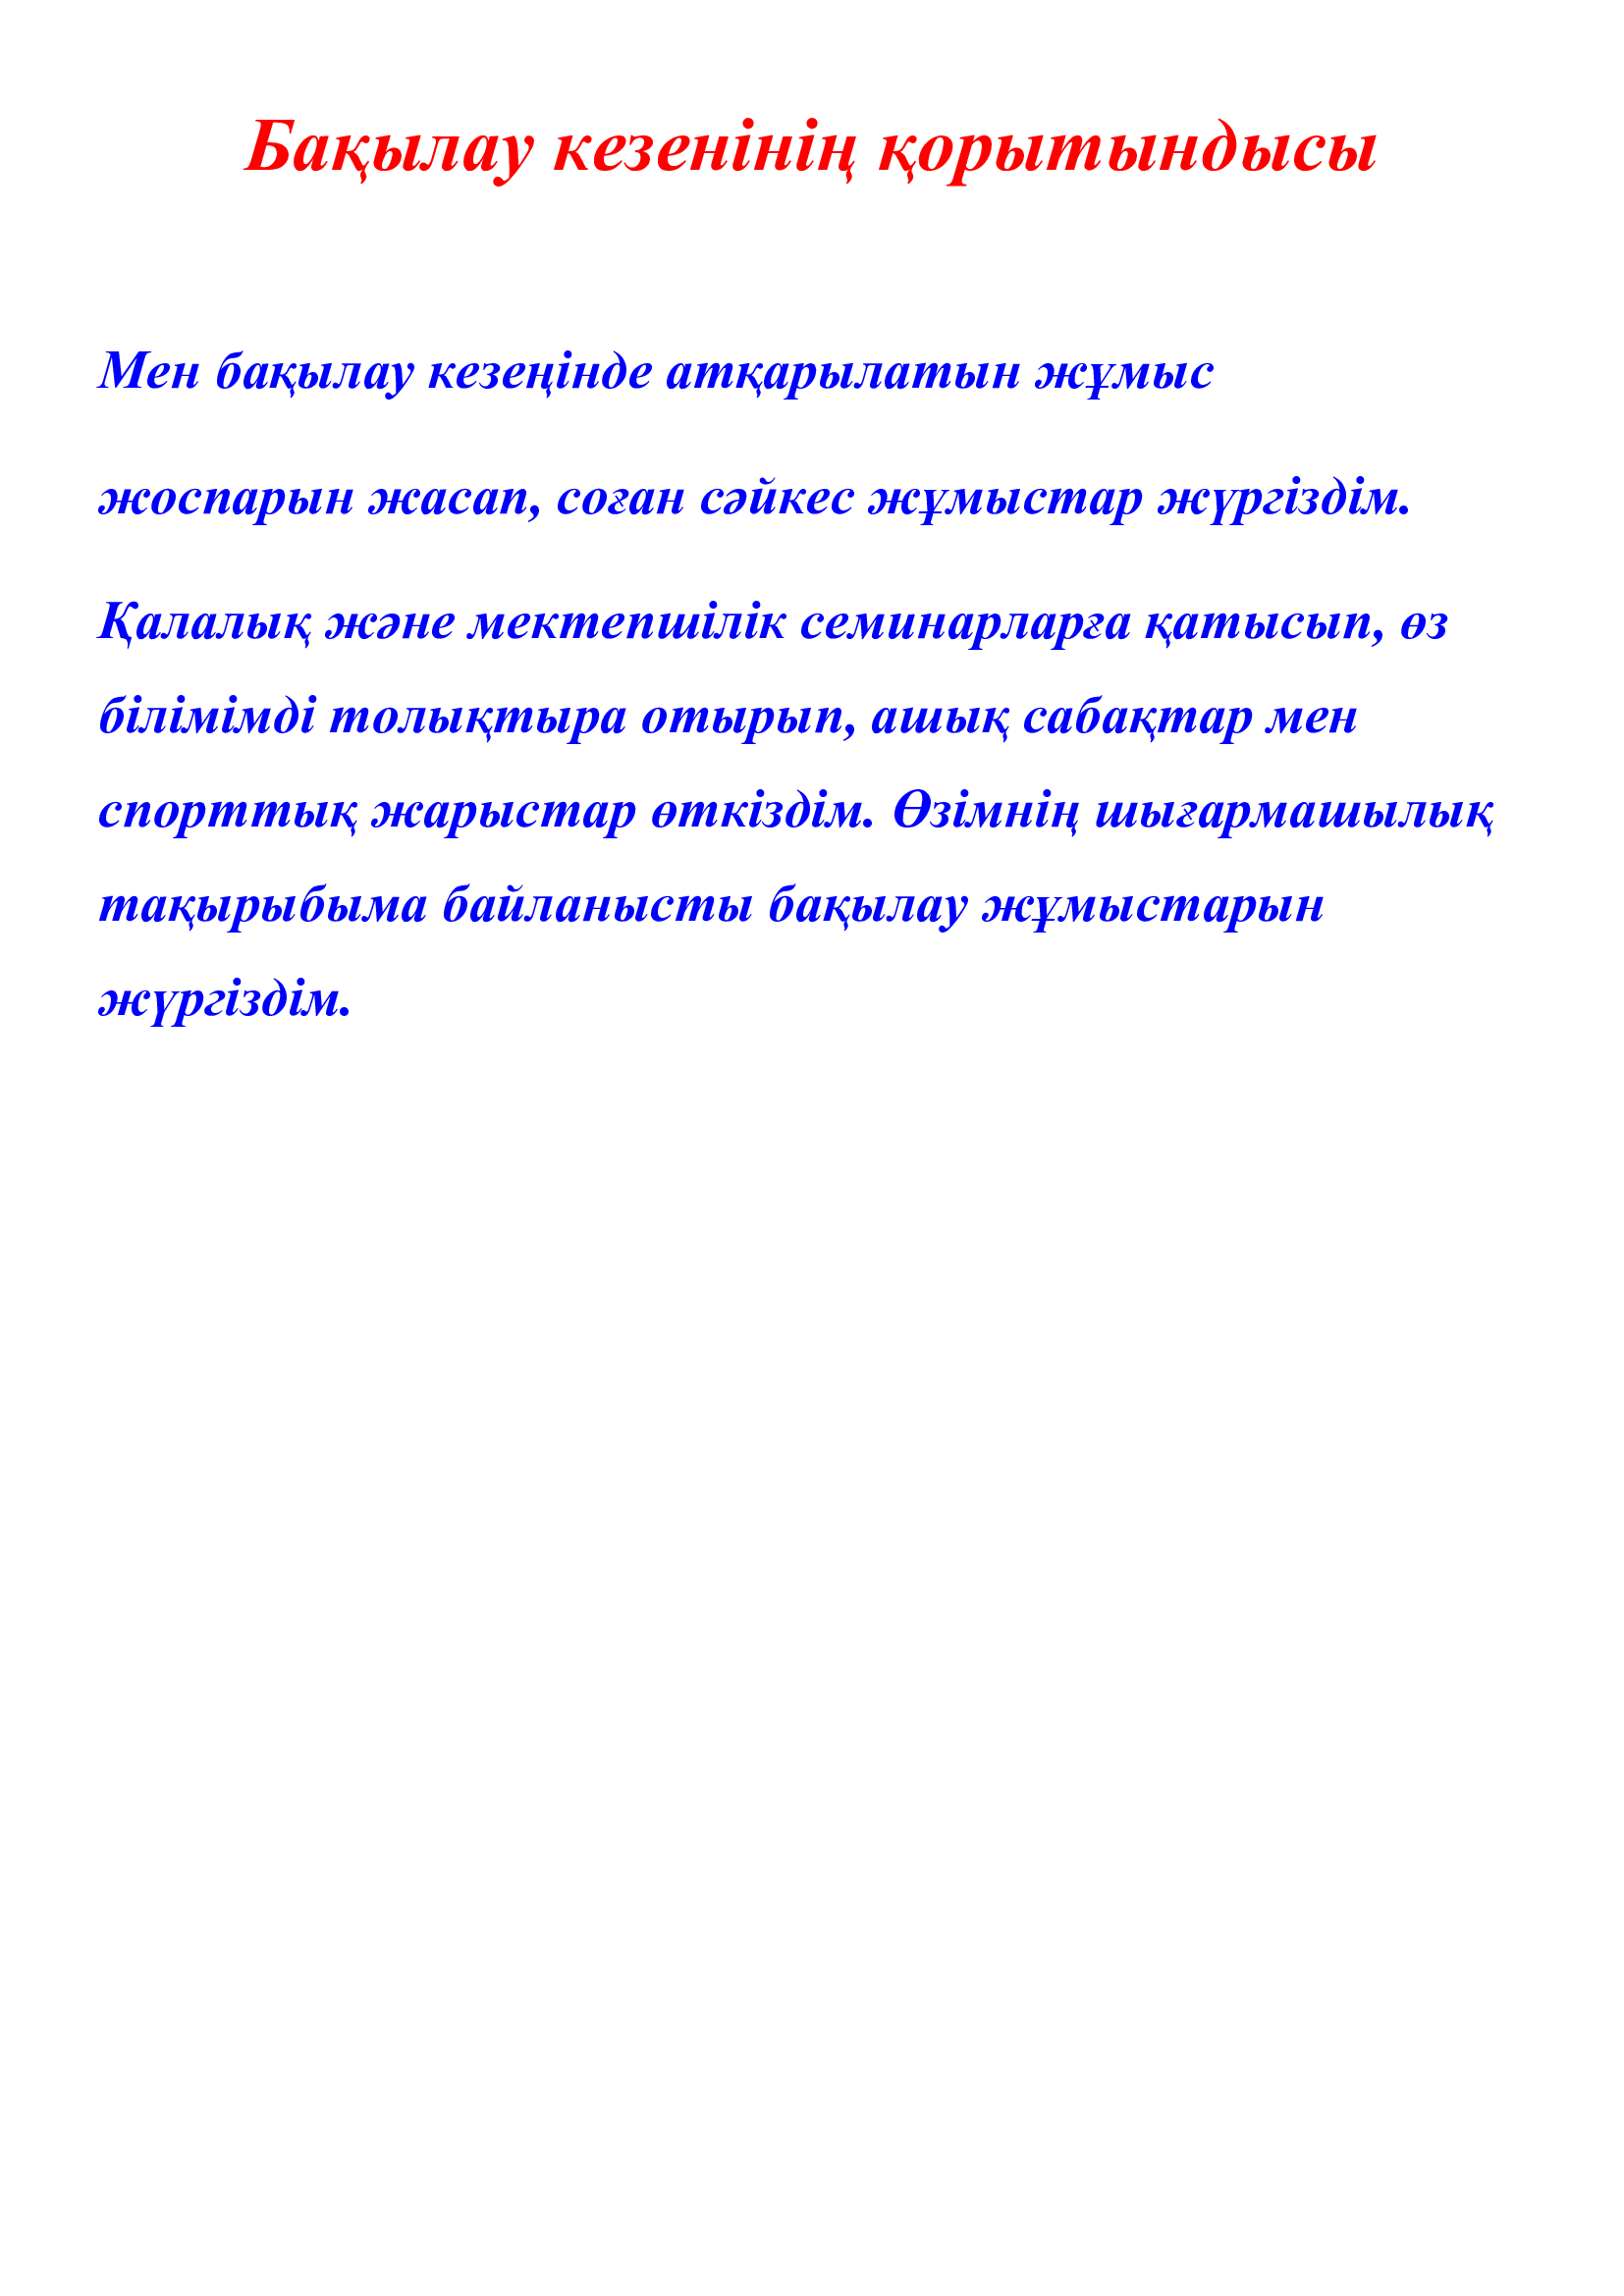 Бақылау кезенінің қорытындысы
Мен бақылау кезеңінде атқарылатын жұмыс
жоспарын жасап, соған сәйкес жұмыстар жүргіздім.
Қалалық және мектепшілік семинарларға қатысып, өз
білімімді толықтыра отырып, ашық сабақтар мен
спорттық жарыстар өткіздім. Өзімнің шығармашылық
тақырыбыма байланысты бақылау жұмыстарын
жүргіздім.